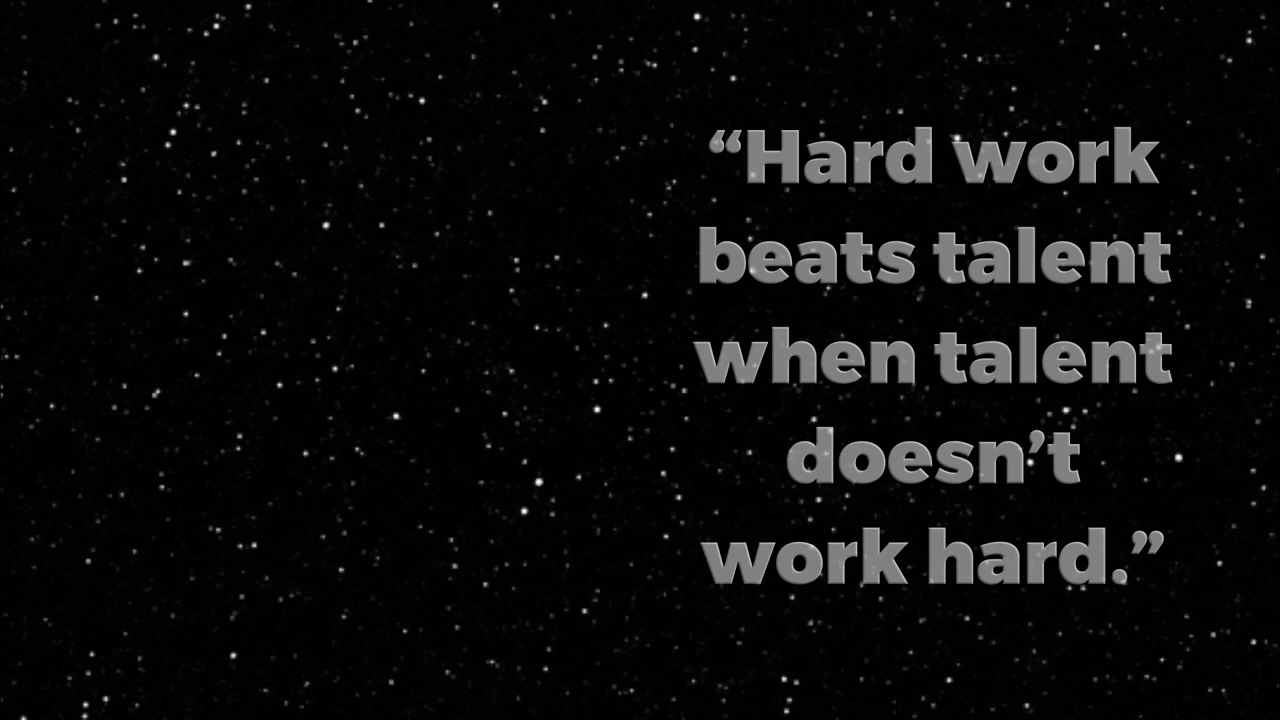 “Hard work
beats talent
when talent
doesn’t
work hard.”